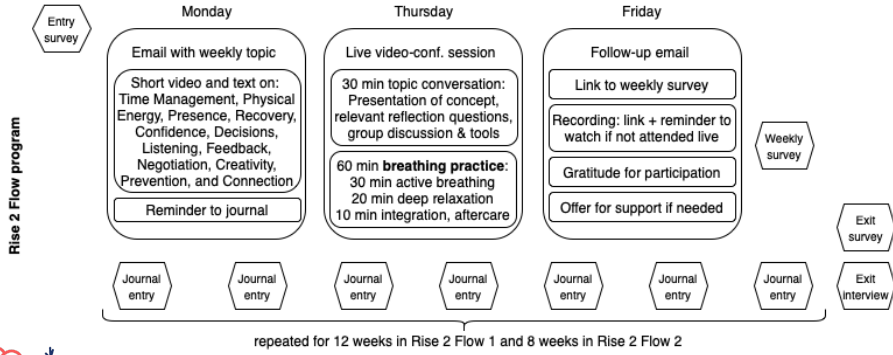 Monday
Thursday
Friday
Entry
survey
Rise 2 Flow program
Email with weekly topic
Short video and text on:
Time Management, Physical
Energy, Presence, Recovery,
Confidence, Decisions,
Listening, Feedback,
Negotiation, Creativity,
Prevention, and Connection
Reminder to journal
Live video-conf. session
30 min topic conversation:
Presentation of concept,
relevant reflection questions,
group discussion & tools
60 min breathing practice:
30 min active breathing
20 min deep relaxation
10 min integration, aftercare
Follow-up email
Link to weekly survey
Recording: link + reminder to
watch if not attended live
Gratitude for participation
Offer for support if needed
Weekly
survey
Exit
survey
Journal
entry
Journal
entry
Journal
entry
Journal
entry
Journal
entry
Journal
entry
Journal
entry
Exit
interview
repeated for 12 weeks in Rise 2 Flow 1 and 8 weeks in Rise 2 Flow 2